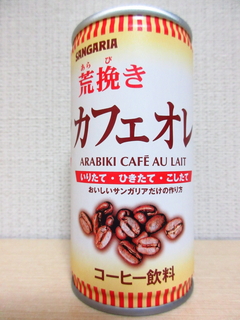 SANGARIA
あらび
荒挽き
カフェオレ
ARABIKI CAFÉ AU LAIT
いりたて・ひきたて・こしたて
おいしいサンガリアだけの作り方
コーヒー飲料